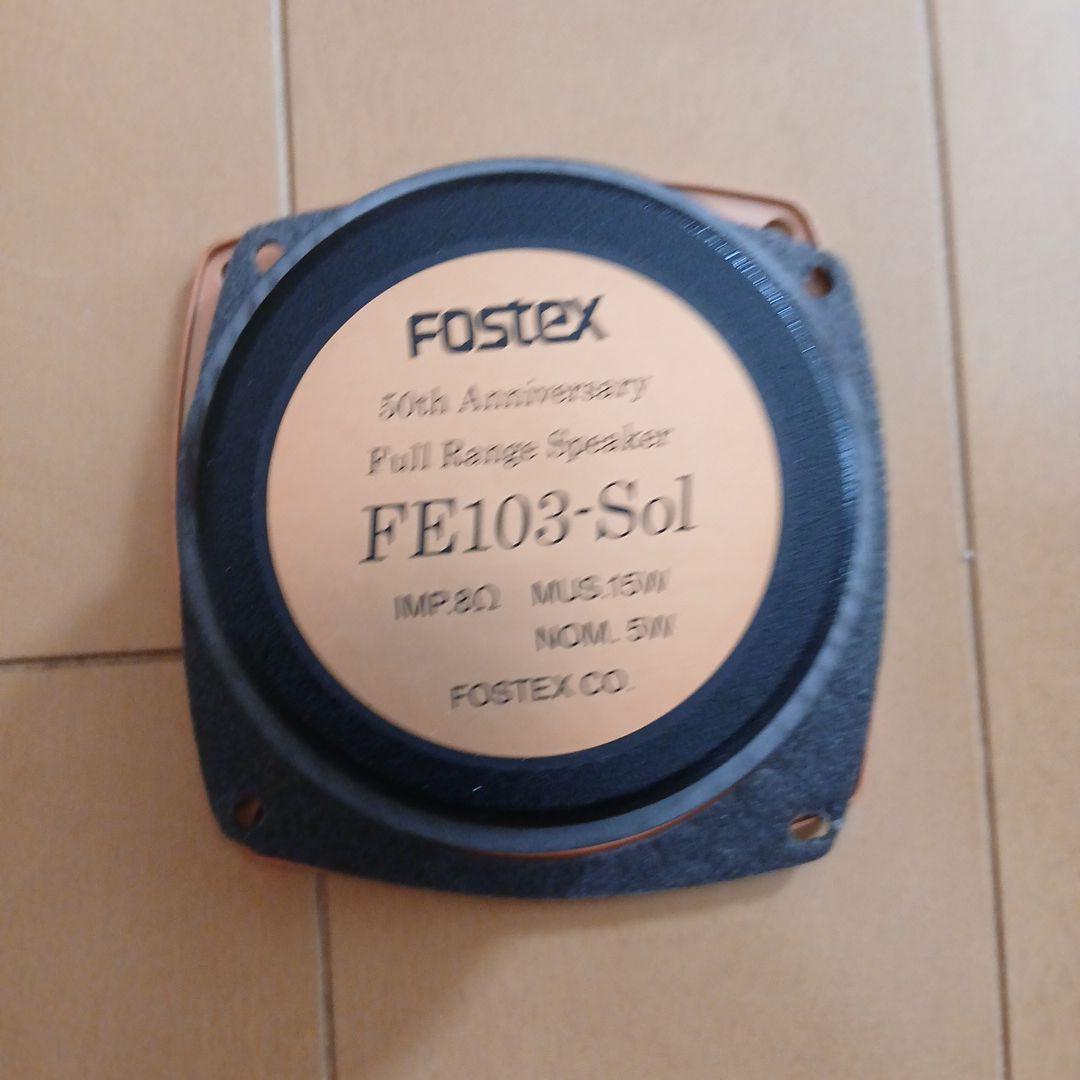 FOSTEX
50th Anniversary
Full Range Speaker
FE103-Sol
IMP.8Ω MUS.15W
NOM. 5W
FOSTEX CO.